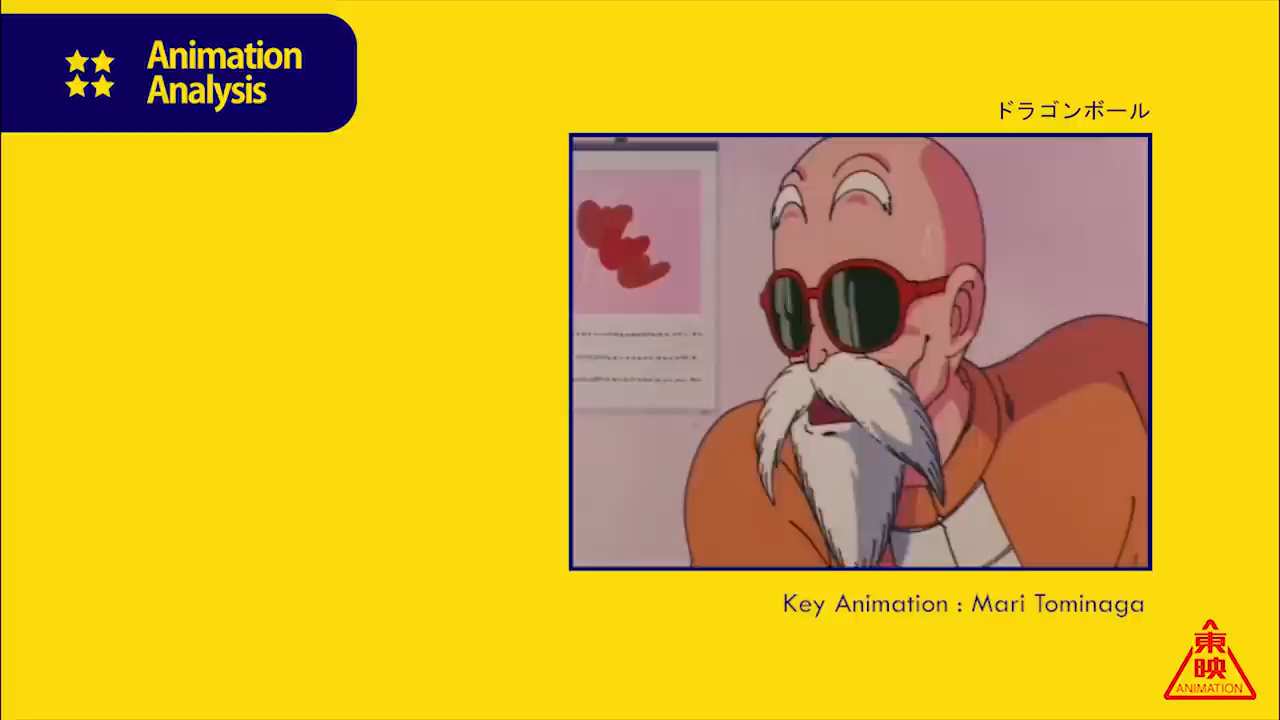 Animation
Analysis
ドラゴンボール
Key Animation : Mari Tominaga
東
映
ANIMATION